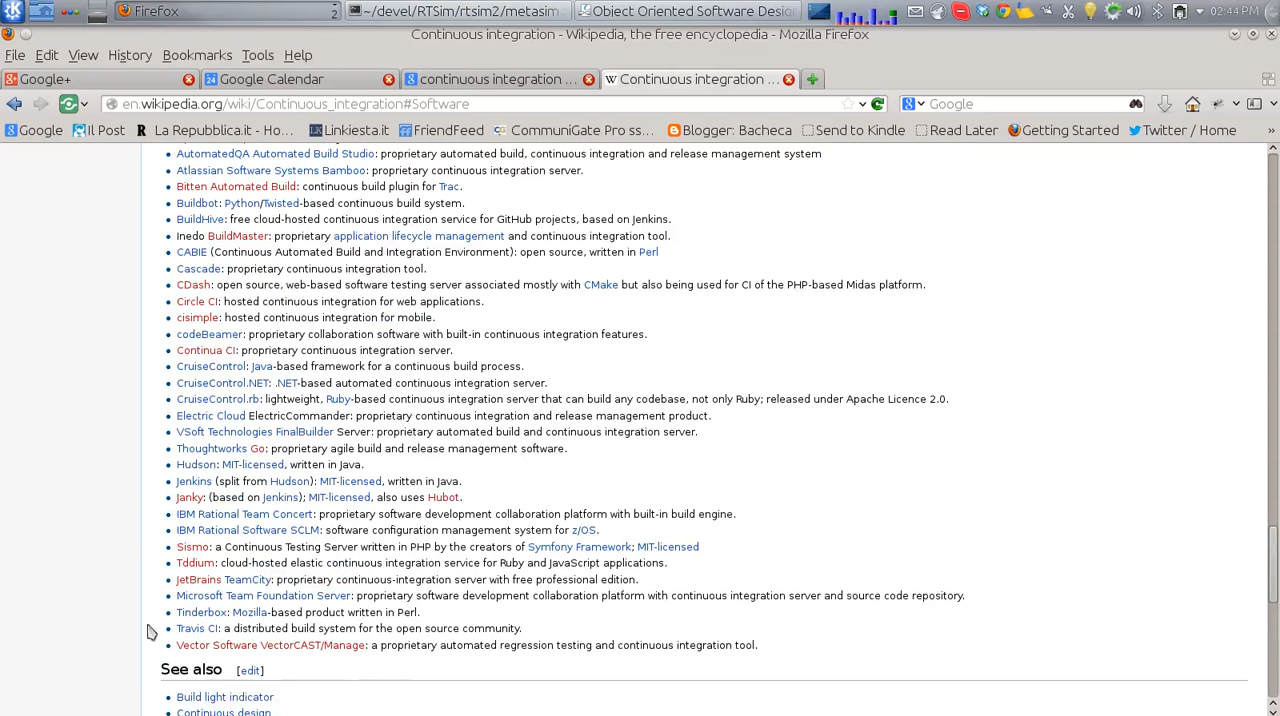 Firefox 2 ~/devel/RTSim/rtsim2/metasim Object Oriented Software Desig 02:44 PM
Continuous integration - Wikipedia, the free encyclopedia - Mozilla Firefox
File Edit View History Bookmarks Tools Help
Google+ Google Calendar continuous integration ... Continuous integration ...
en.wikipedia.org/wiki/Continuous_integration#Software Google
Google Il Post La Repubblica.it - Ho... Linkiesta.it FriendFeed CommuniGate Pro ss... Blogger: Bacheca Send to Kindle Read Later Getting Started Twitter / Home »
AutomatedQA Automated Build Studio: proprietary automated build, continuous integration and release management system
Atlassian Software Systems Bamboo: proprietary continuous integration server.
Bitten Automated Build: continuous build plugin for Trac.
Buildbot: Python/Twisted-based continuous build system.
BuildHive: free cloud-hosted continuous integration service for GitHub projects, based on Jenkins.
Inedo BuildMaster: proprietary application lifecycle management and continuous integration tool.
CABIE (Continuous Automated Build and Integration Environment): open source, written in Perl
Cascade: proprietary continuous integration tool.
CDash: open source, web-based software testing server associated mostly with CMake but also being used for CI of the PHP-based Midas platform.
Circle CI: hosted continuous integration for web applications.
cisimple: hosted continuous integration for mobile.
codeBeamer: proprietary collaboration software with built-in continuous integration features.
Continua CI: proprietary continuous integration server.
CruiseControl: Java-based framework for a continuous build process.
CruiseControl.NET: .NET-based automated continuous integration server.
CruiseControl.rb: lightweight, Ruby-based continuous integration server that can build any codebase, not only Ruby; released under Apache Licence 2.0.
Electric Cloud ElectricCommander: proprietary continuous integration and release management product.
VSoft Technologies FinalBuilder Server: proprietary automated build and continuous integration server.
Thoughtworks Go: proprietary agile build and release management software.
Hudson: MIT-licensed, written in Java.
Jenkins (split from Hudson): MIT-licensed, written in Java.
Janky: (based on Jenkins); MIT-licensed, also uses Hubot.
IBM Rational Team Concert: proprietary software development collaboration platform with built-in build engine.
IBM Rational Software SCLM: software configuration management system for z/OS.
Sismo: a Continuous Testing Server written in PHP by the creators of Symfony Framework; MIT-licensed
Tddium: cloud-hosted elastic continuous integration service for Ruby and JavaScript applications.
JetBrains TeamCity: proprietary continuous-integration server with free professional edition.
Microsoft Team Foundation Server: proprietary software development collaboration platform with continuous integration server and source code repository.
Tinderbox: Mozilla-based product written in Perl.
Travis CI: a distributed build system for the open source community.
Vector Software VectorCAST/Manage: a proprietary automated regression testing and continuous integration tool.
See also [edit]
Build light indicator
Continuous design